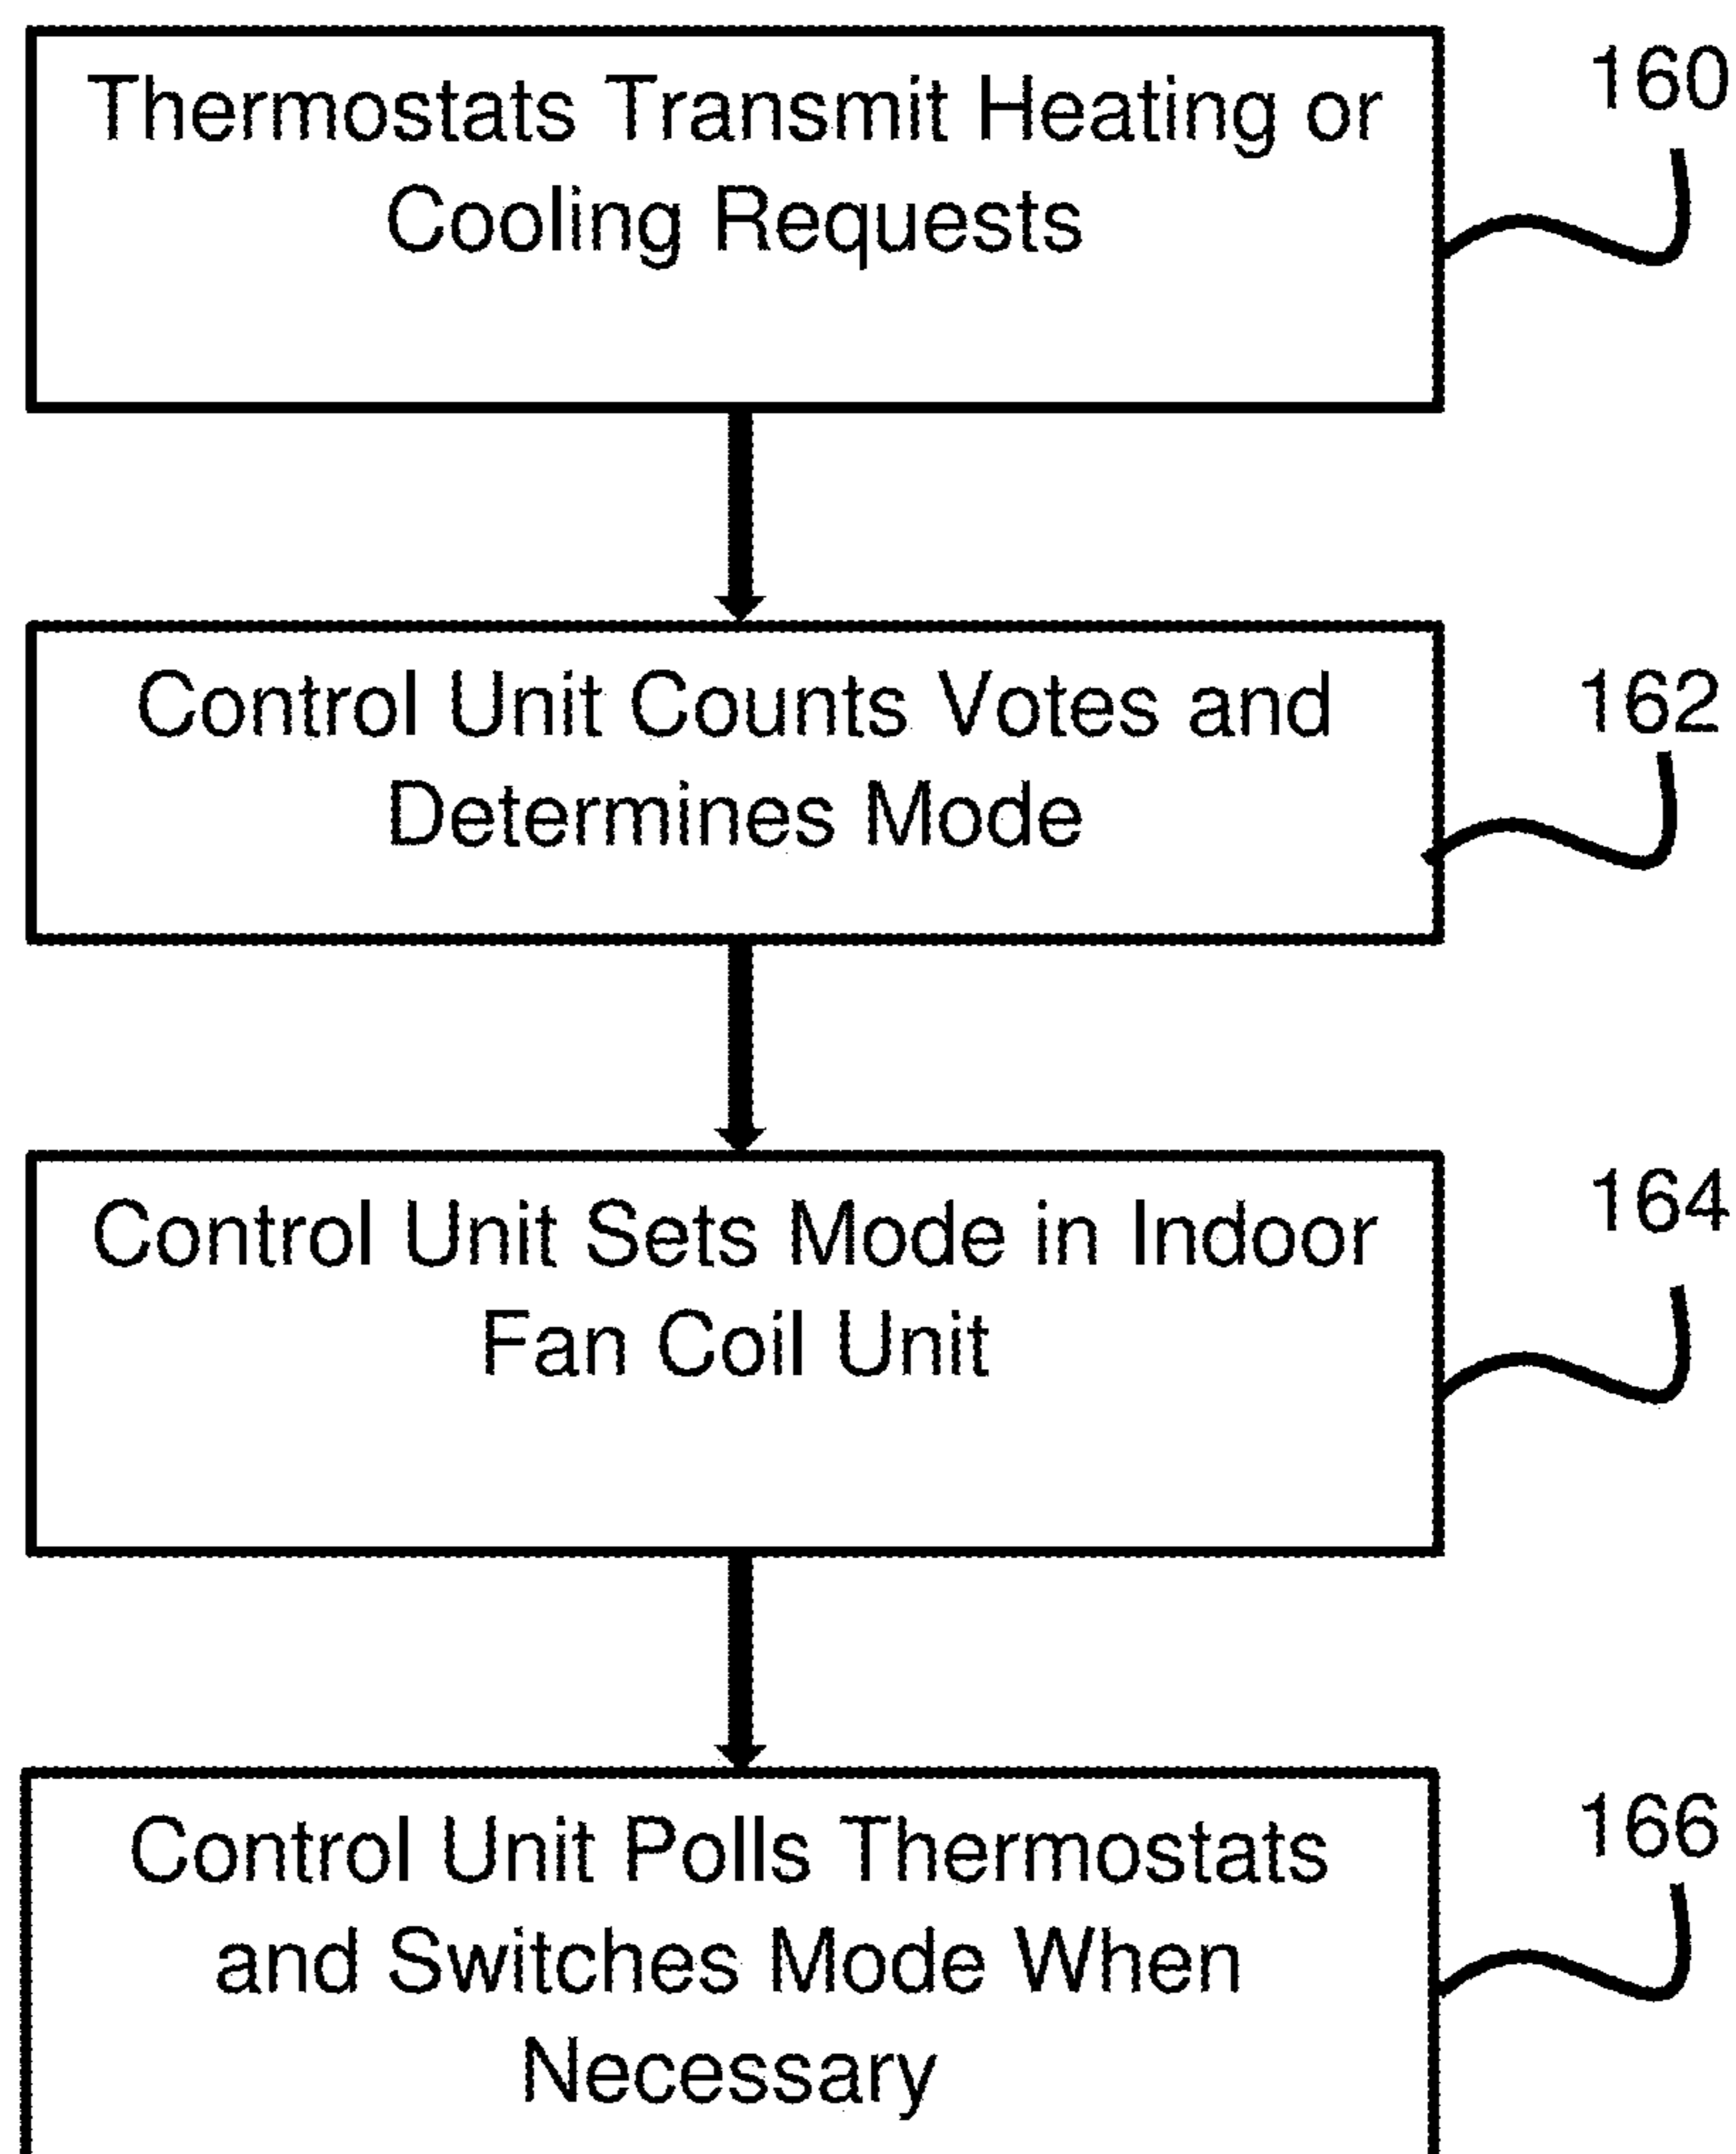 Thermostats Transmit Heating or
Cooling Requests
160
Control Unit Counts Votes and
Determines Mode
162
Control Unit Sets Mode in Indoor
Fan Coil Unit
164
Control Unit Polls Thermostats
and Switches Mode When
Necessary
166